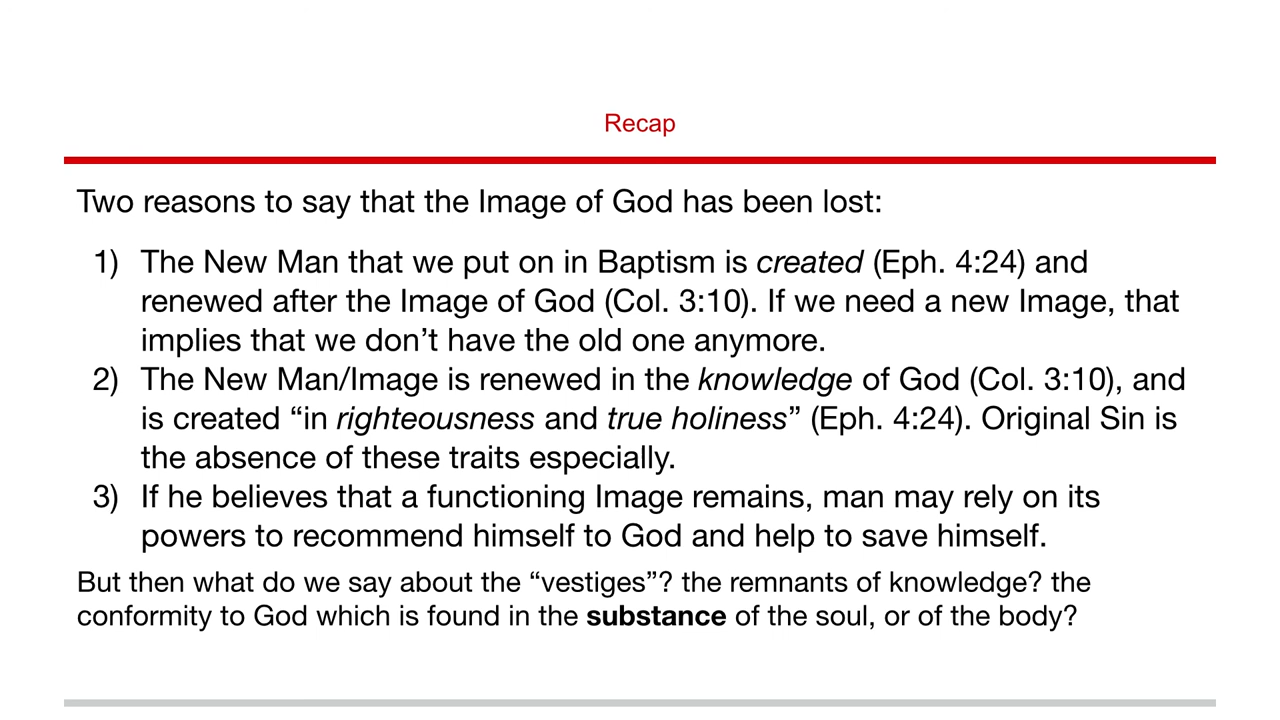 Recap
Two reasons to say that the Image of God has been lost:
1) The New Man that we put on in Baptism is created (Eph. 4:24) and
renewed after the Image of God (Col. 3:10). If we need a new Image, that
implies that we don’t have the old one anymore.
2) The New Man/Image is renewed in the knowledge of God (Col. 3:10), and
is created “in righteousness and true holiness” (Eph. 4:24). Original Sin is
the absence of these traits especially.
3) If he believes that a functioning Image remains, man may rely on its
powers to recommend himself to God and help to save himself.
But then what do we say about the “vestiges”? the remnants of knowledge? the
conformity to God which is found in the substance of the soul, or of the body?